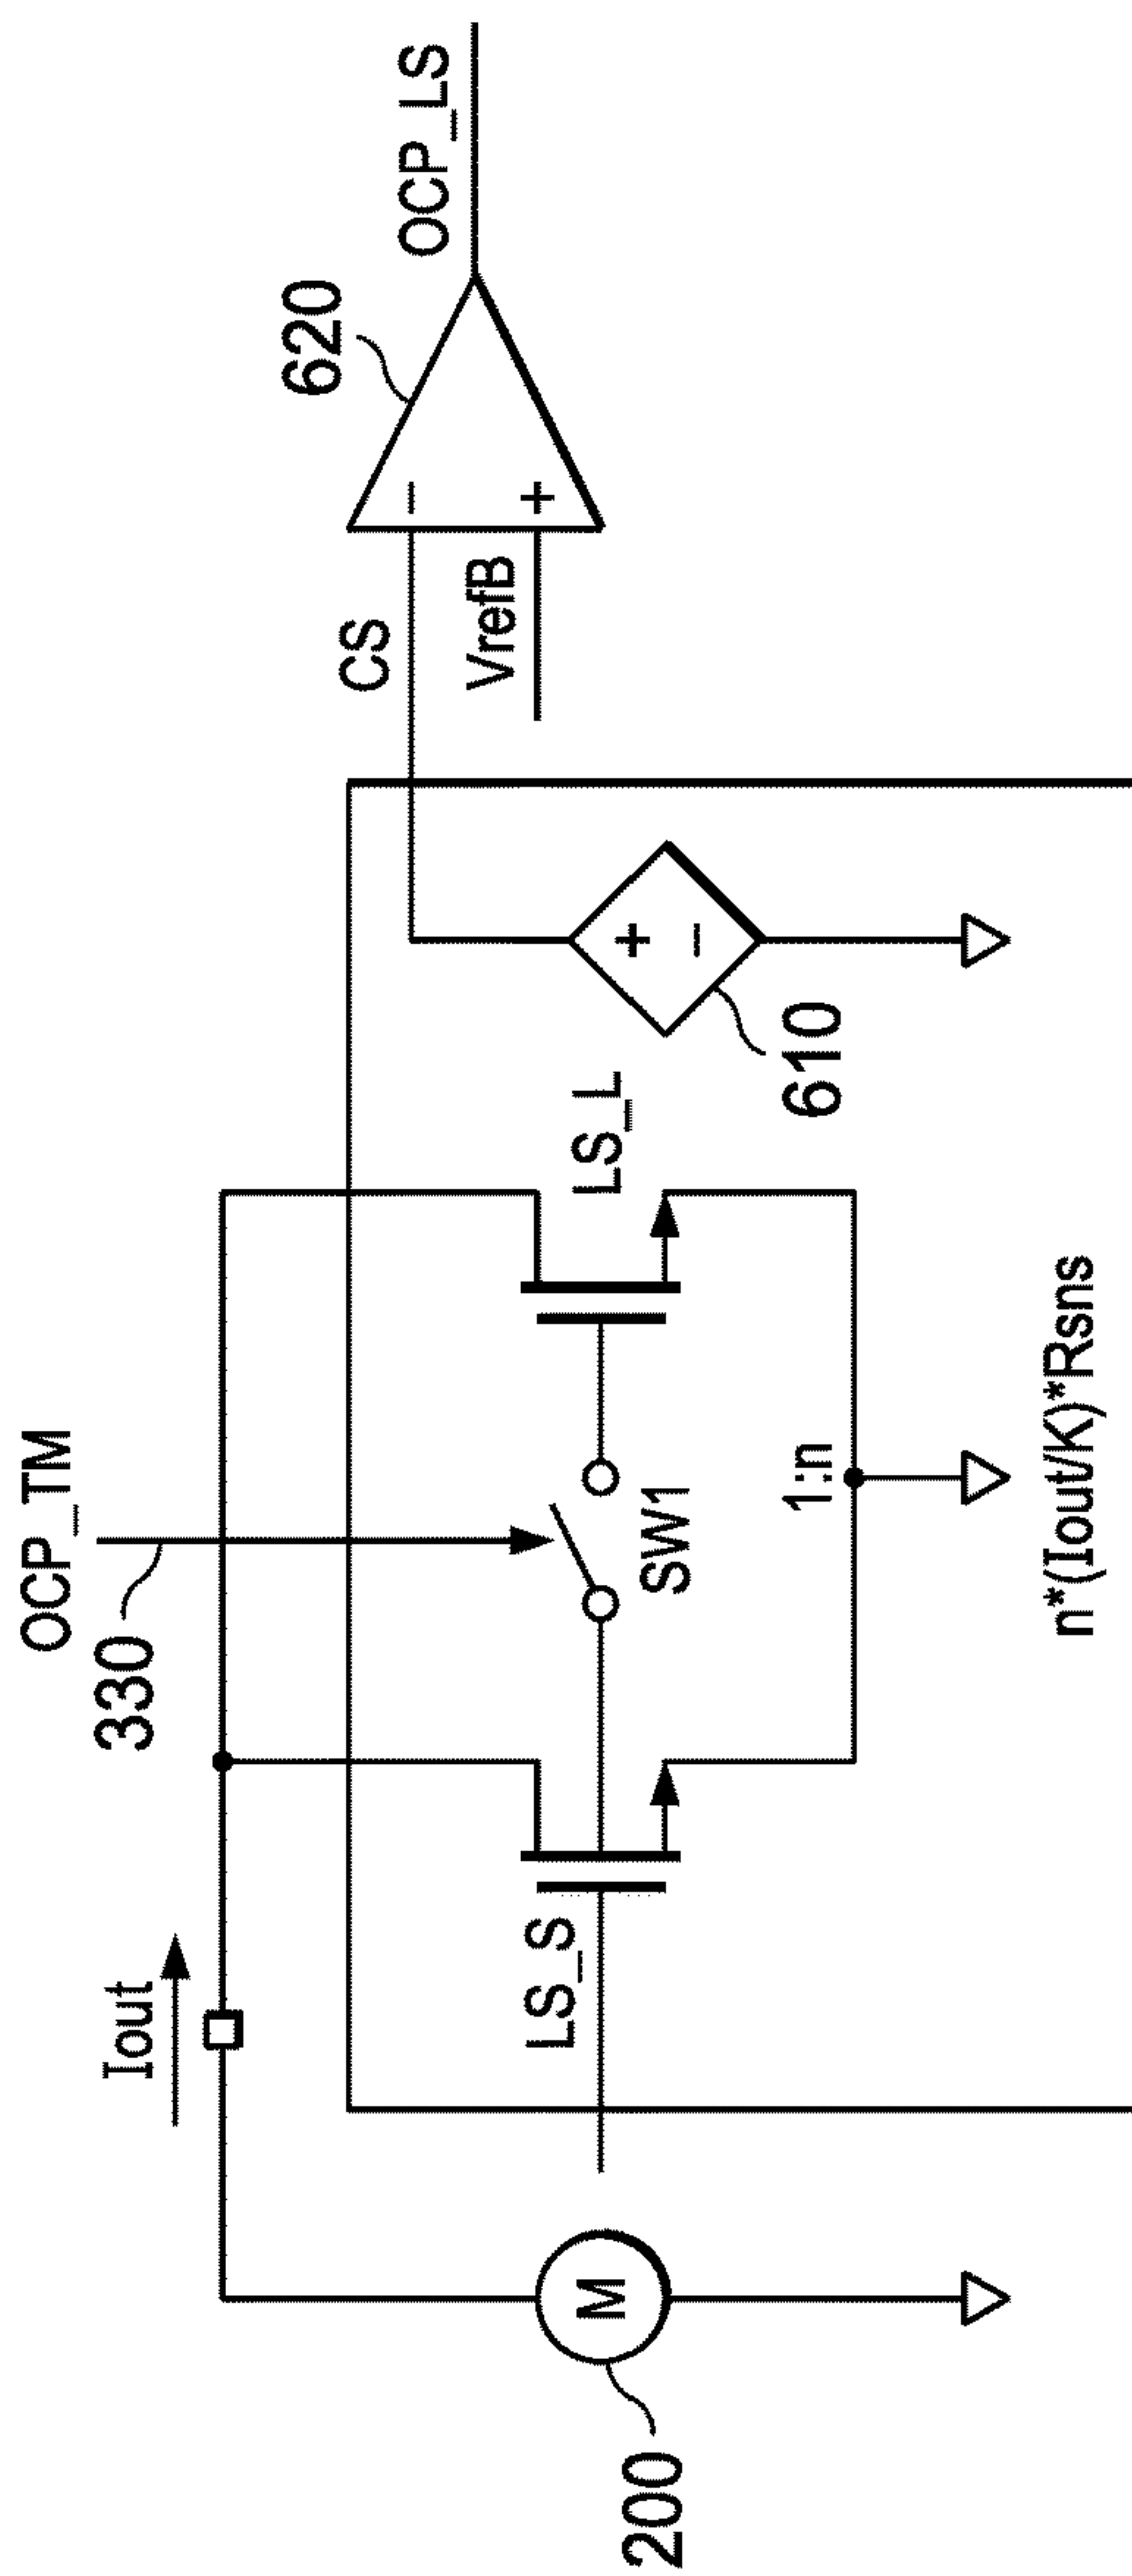 OCP_TM
330
Iout
200
M
LS_S
SW1
1:n
LS_L
n*(Iout/K)*Rsns
610
+
−
CS
VrefB
−
+
620
OCP_LS